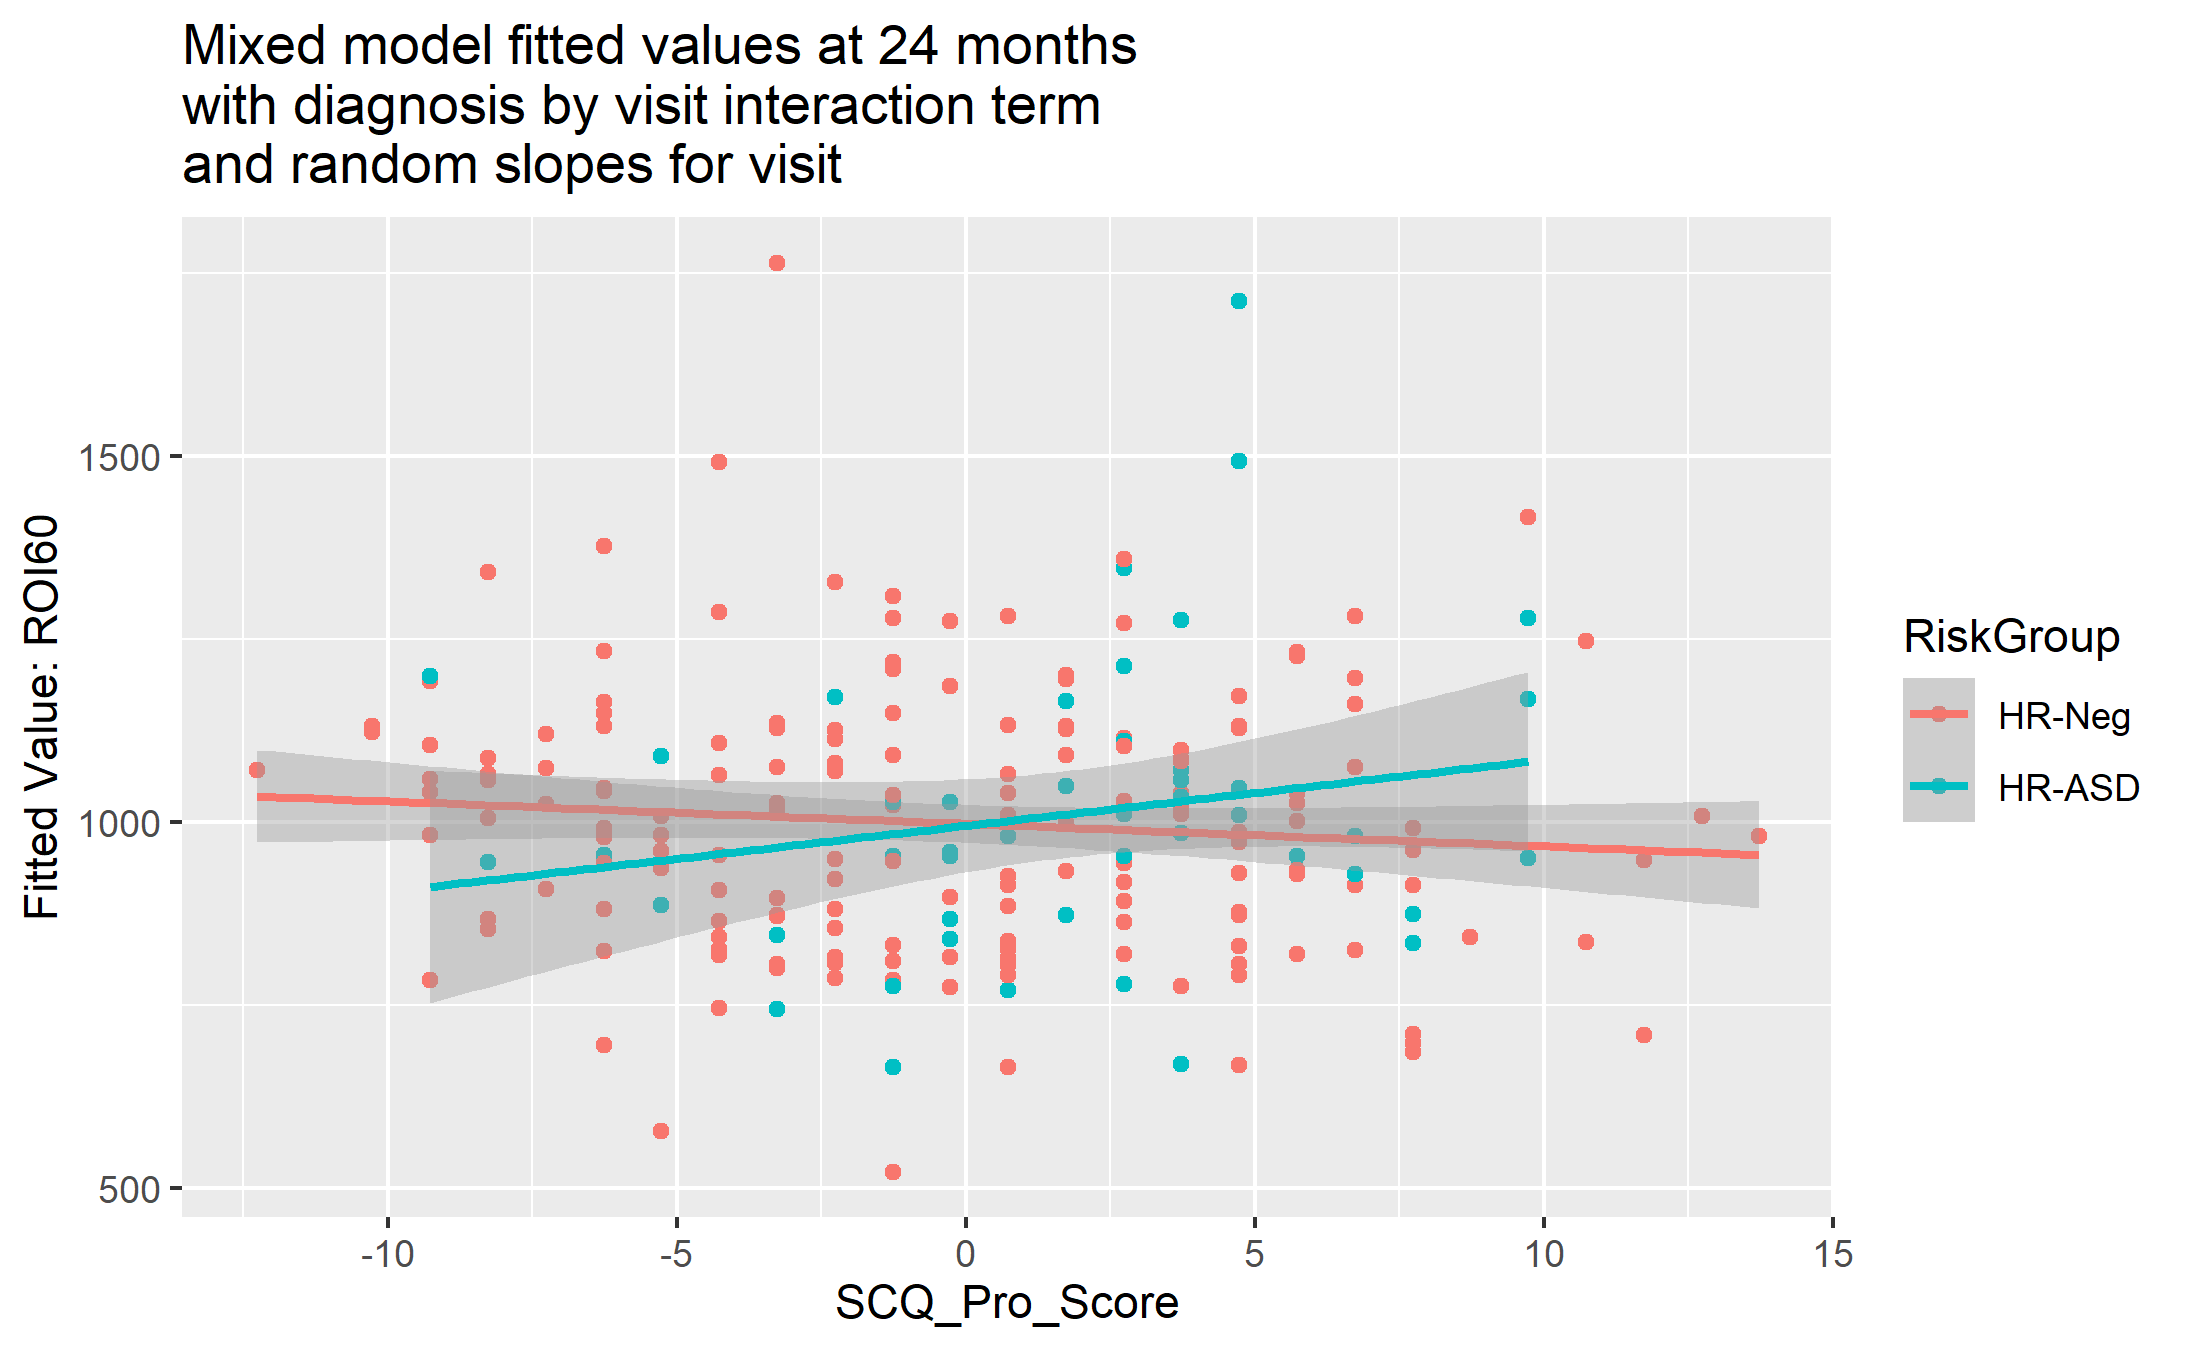 Mixed model fitted values at 24 months
with diagnosis by visit interaction term
and random slopes for visit
Fitted Value: ROI60
1500
1000
500
-10
-5
0
5
10
15
SCQ_Pro_Score
RiskGroup
HR-Neg
HR-ASD